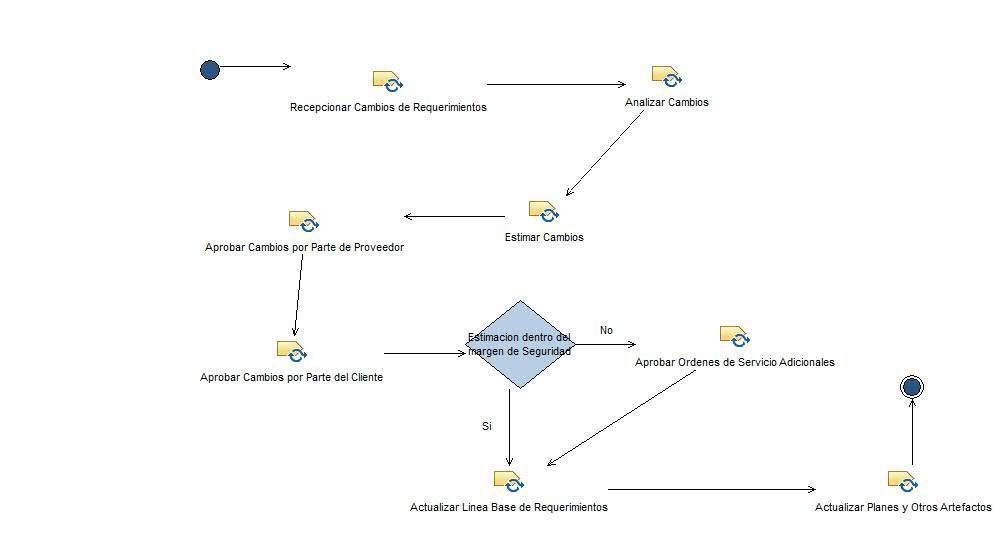 Recepcionar Cambios de Requerimientos
Analizar Cambios
Estimar Cambios
Aprobar Cambios por Parte de Proveedor
Aprobar Cambios por Parte del Cliente
Estimacion dentro del
margen de Seguridad
No
Aprobar Ordenes de Servicio Adicionales
Si
Actualizar Linea Base de Requerimientos
Actualizar Planes y Otros Artefactos